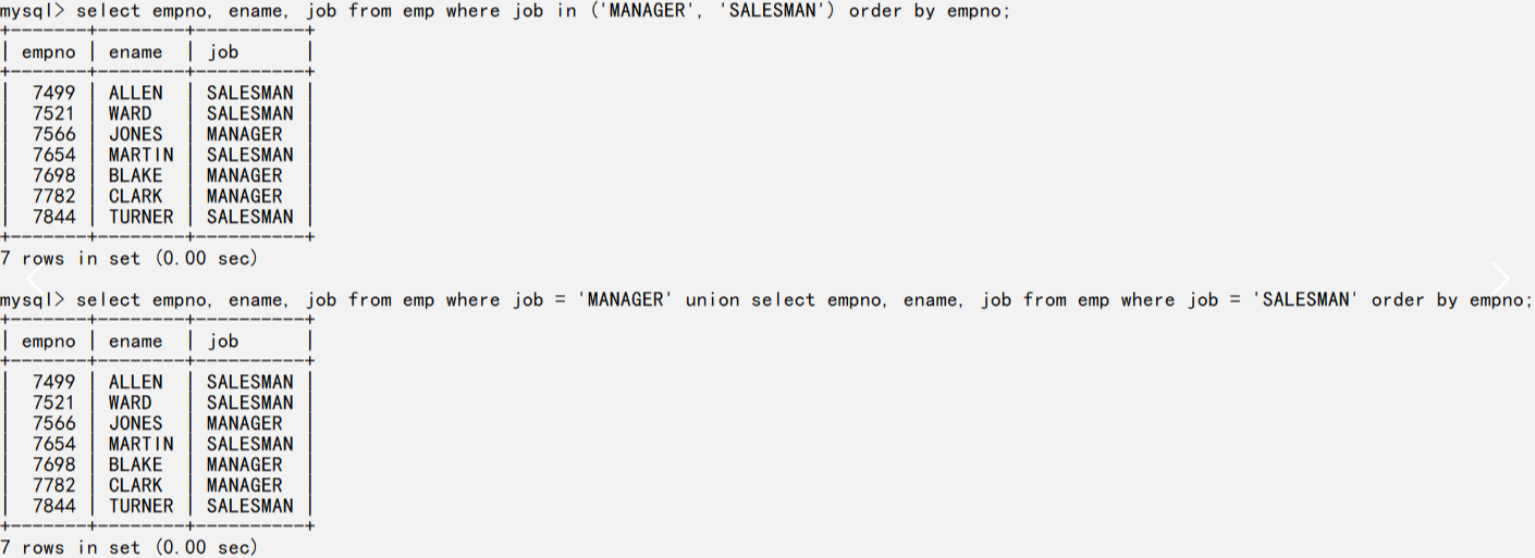 mysql> select empno, ename, job from emp where job in ('MANAGER', 'SALESMAN') order by empno;
+-------+--------+----------+
| empno | ename  | job      |
+-------+--------+----------+
|  7499 | ALLEN  | SALESMAN |
|  7521 | WARD   | SALESMAN |
|  7566 | JONES  | MANAGER  |
|  7654 | MARTIN | SALESMAN |
|  7698 | BLAKE  | MANAGER  |
|  7782 | CLARK  | MANAGER  |
|  7844 | TURNER | SALESMAN |
+-------+--------+----------+
7 rows in set (0.00 sec)
mysql> select empno, ename, job from emp where job = 'MANAGER' union select empno, ename, job from emp where job = 'SALESMAN' order by empno;
+-------+--------+----------+
| empno | ename  | job      |
+-------+--------+----------+
|  7499 | ALLEN  | SALESMAN |
|  7521 | WARD   | SALESMAN |
|  7566 | JONES  | MANAGER  |
|  7654 | MARTIN | SALESMAN |
|  7698 | BLAKE  | MANAGER  |
|  7782 | CLARK  | MANAGER  |
|  7844 | TURNER | SALESMAN |
+-------+--------+----------+
7 rows in set (0.00 sec)